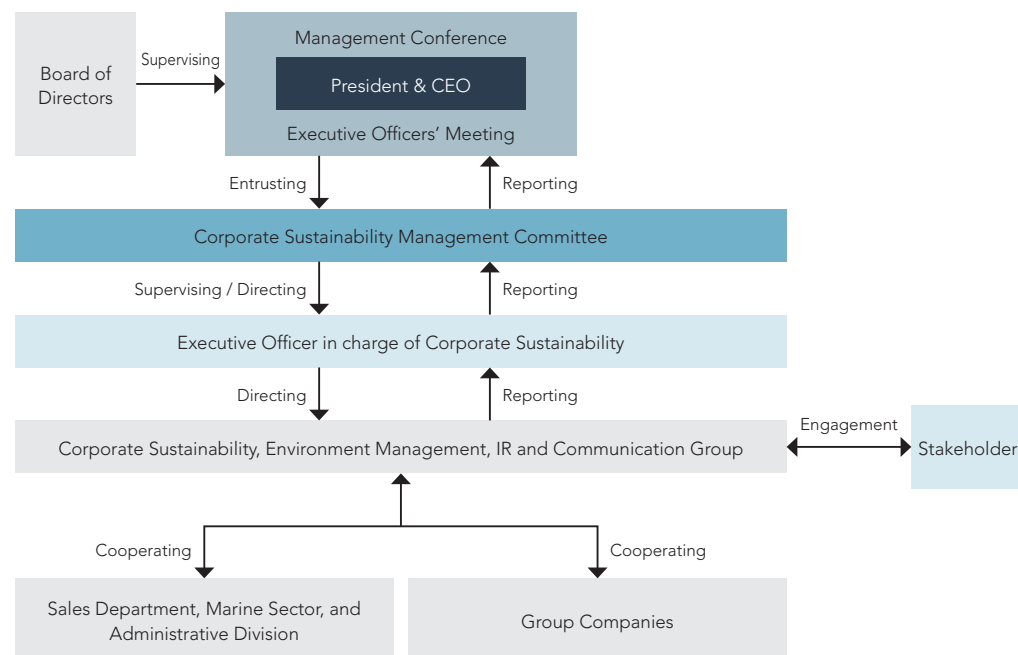 Board of
Directors
Supervising
Management Conference
President & CEO
Executive Officers’ Meeting
Entrusting
Reporting
Corporate Sustainability Management Committee
Supervising / Directing
Reporting
Executive Officer in charge of Corporate Sustainability
Directing
Reporting
Corporate Sustainability, Environment Management, IR and Communication Group
Engagement
Stakeholder
Cooperating
Cooperating
Sales Department, Marine Sector, and
Administrative Division
Group Companies